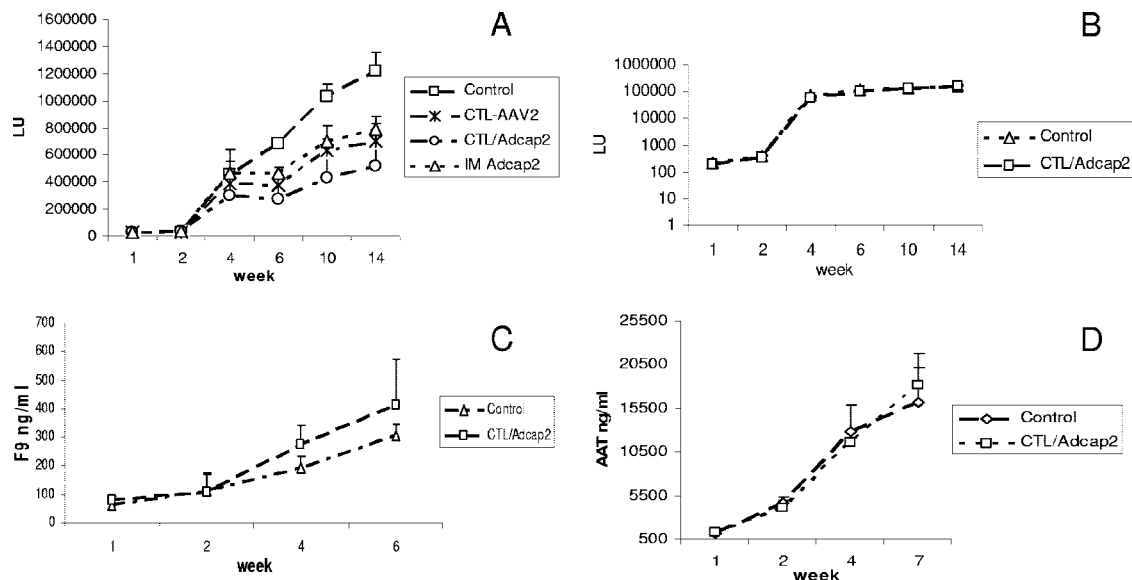 A
1600000
1400000
1200000
1000000
800000
600000
400000
200000
0
LU
1 2 4 6 10 14
week
Control
CTL-AAV2
CTL/Adcap2
IM Adcap2
B
1000000
100000
10000
1000
100
10
1
LU
1 2 4 6 10 14
week
Control
CTL/Adcap2
C
700
600
500
400
300
200
100
0
F9 ng/ml
1 2 4 6
week
Control
CTL/Adcap2
D
25500
20500
15500
10500
5500
500
AAT ng/ml
1 2 4 7
week
Control
CTL/Adcap2